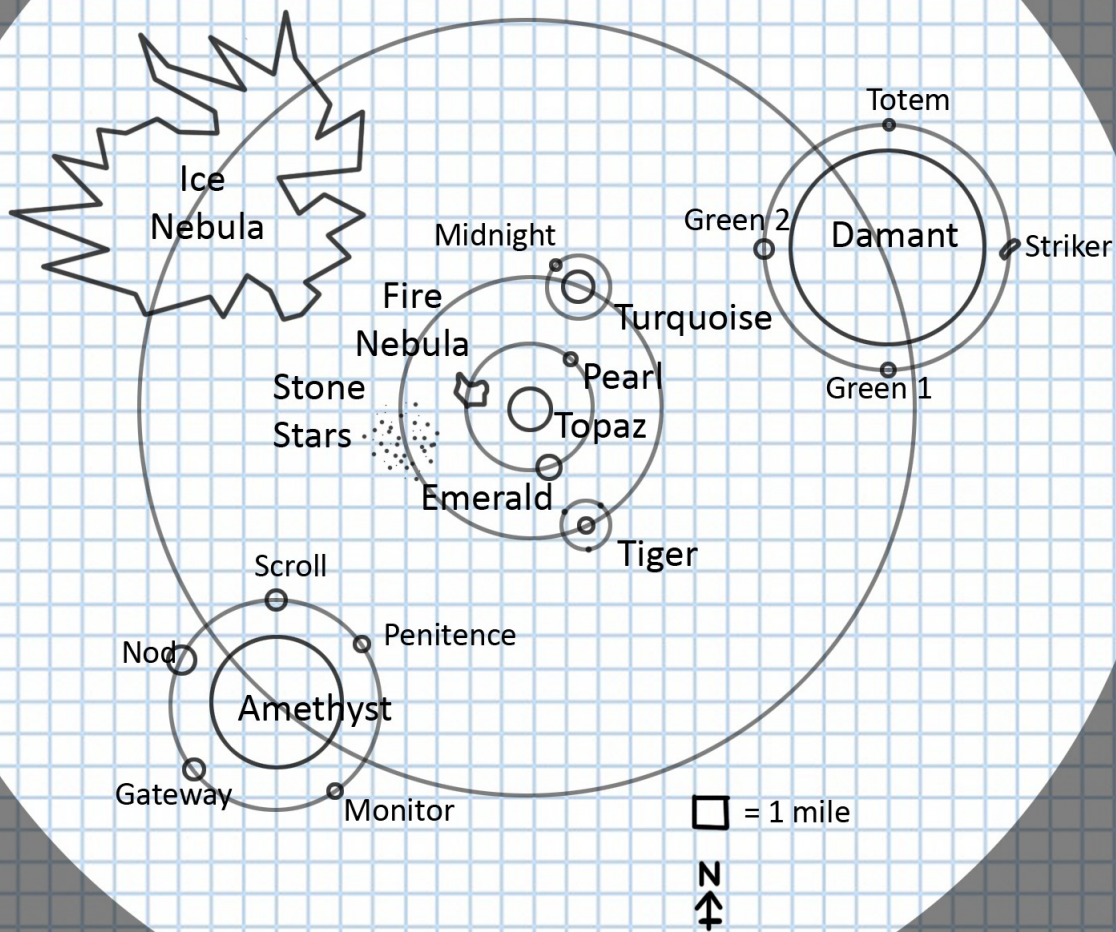 Totem
Ice
Nebula
Green 2
Damant
Striker
Midnight
Fire
Nebula
Turquoise
Stone
Stars
Pearl
Topaz
Green 1
Emerald
Tiger
Scroll
Nod
Penitence
Amethyst
Gateway
Monitor
= 1 mile
N